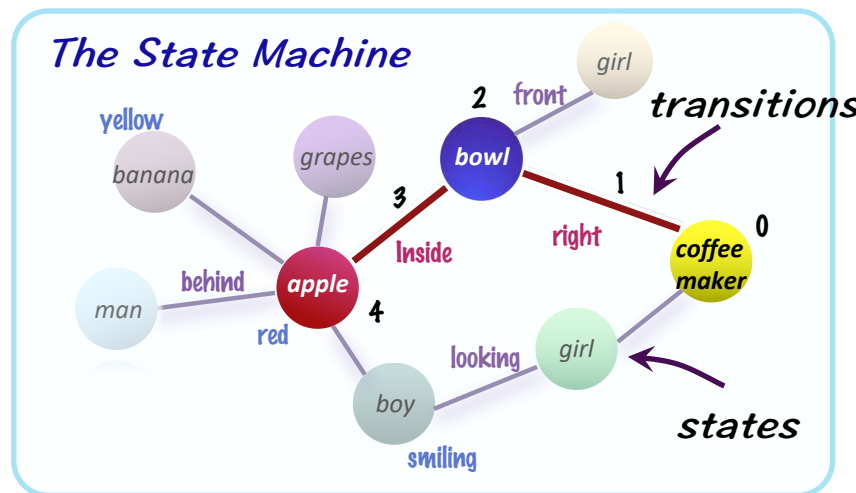 The State Machine
girl
front
2
transitions
yellow
grapes
bowl
banana
1
3
0
right
Inside
coffee
maker
behind
apple
man
4
red
girl
looking
boy
states
smiling